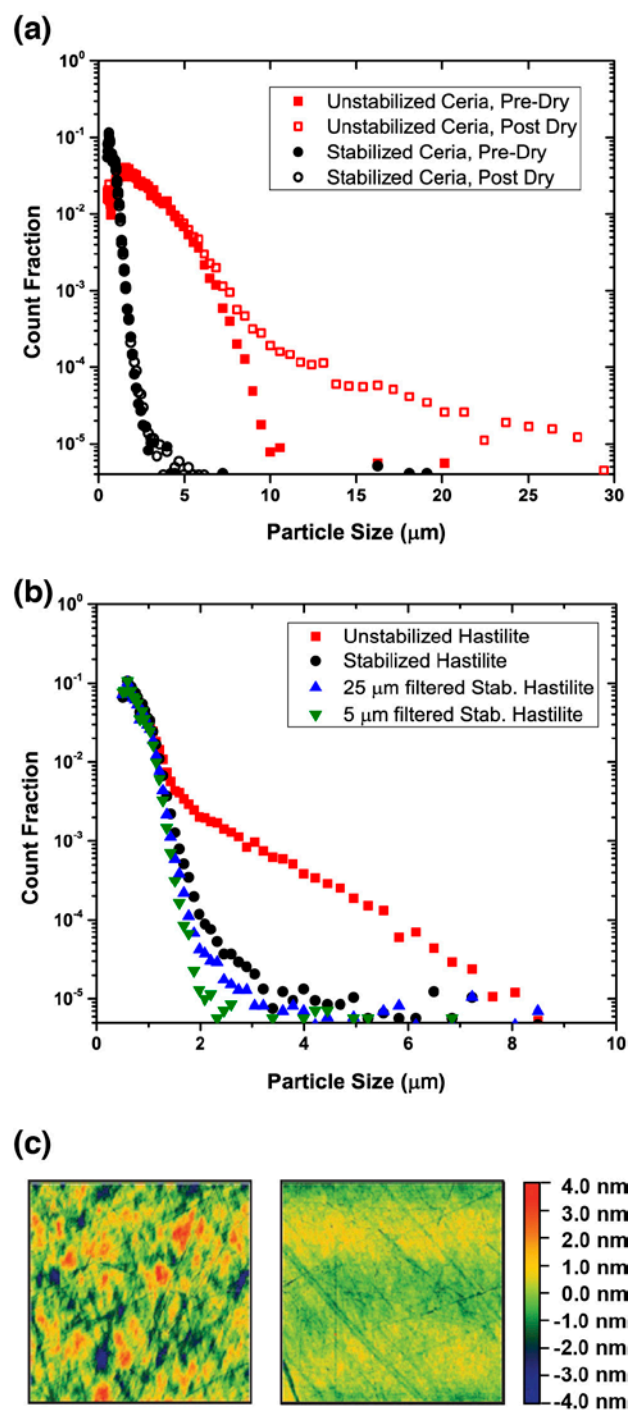 (a)
10⁰
10⁻¹
10⁻²
10⁻³
10⁻⁴
10⁻⁵
Count Fraction
Unstabilized Ceria, Pre-Dry
Unstabilized Ceria, Post Dry
Stabilized Ceria, Pre-Dry
Stabilized Ceria, Post Dry
0 5 10 15 20 25 30
Particle Size (μm)
(b)
10⁰
10⁻¹
10⁻²
10⁻³
10⁻⁴
10⁻⁵
Count Fraction
Unstabilized Hastilite
Stabilized Hastilite
25 μm filtered Stab. Hastilite
5 μm filtered Stab. Hastilite
0 2 4 6 8 10
Particle Size (μm)
(c)
4.0 nm
3.0 nm
2.0 nm
1.0 nm
0.0 nm
-1.0 nm
-2.0 nm
-3.0 nm
-4.0 nm